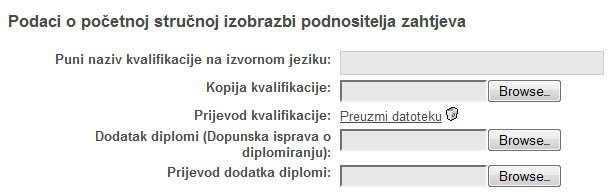 Podaci o početnoj stručnoj izobrazbi podnositelja zahtjeva
Puni naziv kvalifikacije na izvornom jeziku:
Kopija kvalifikacije: Browse..
Prijevod kvalifikacije: Preuzmi datoteku
Dodatak diplomi (Dopunska isprava o Browse..
diplomiranju):
Prijevod dodatka diplomi: Browse..